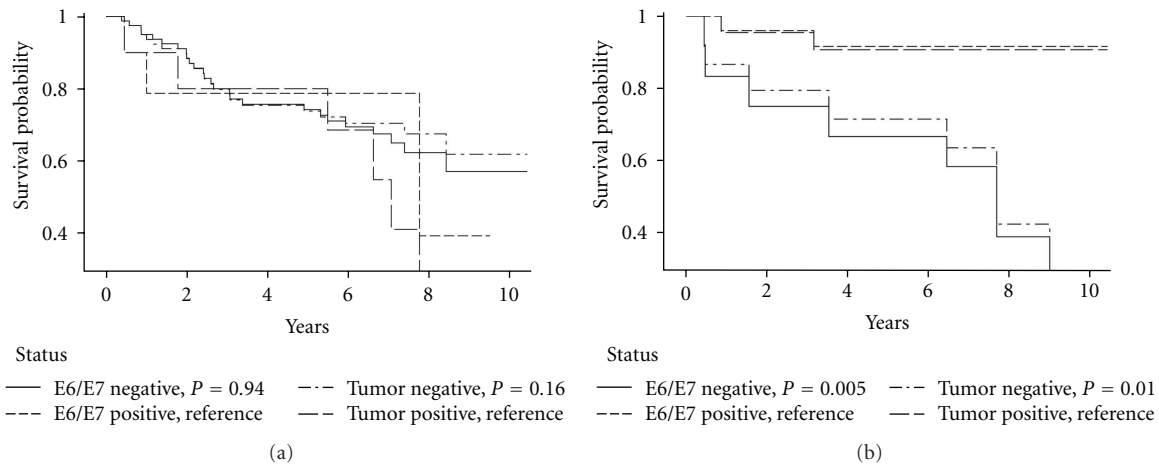 1
0.8
0.6
0.4
Survival probability
0 2 4 6 8 10
Years
Status
E6/E7 negative, P = 0.94
Tumor negative, P = 0.16
E6/E7 positive, reference
Tumor positive, reference
(a)
1
0.8
0.6
0.4
Survival probability
0 2 4 6 8 10
Years
Status
E6/E7 negative, P = 0.005
Tumor negative, P = 0.01
E6/E7 positive, reference
Tumor positive, reference
(b)